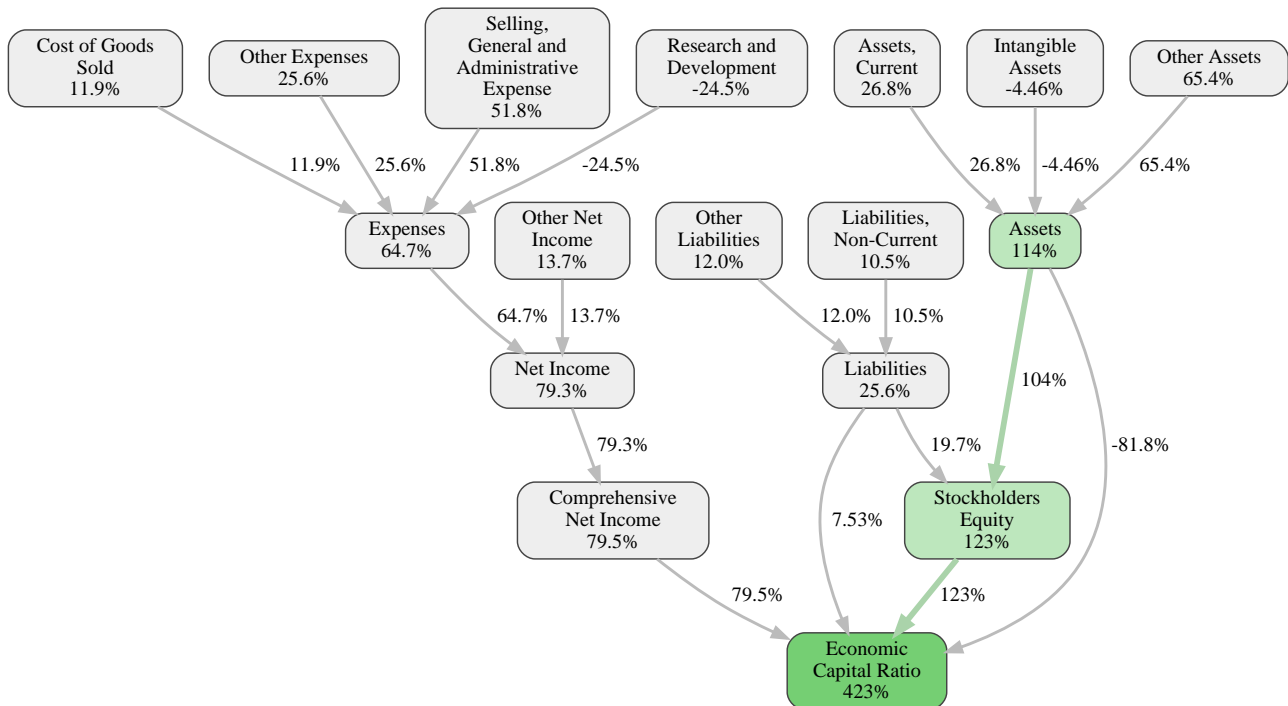 Cost of Goods
Sold
11.9%
Other Expenses
25.6%
Selling,
General and
Administrative
Expense
51.8%
Research and
Development
-24.5%
Assets,
Current
26.8%
Intangible
Assets
-4.46%
Other Assets
65.4%
11.9%
25.6%
51.8%
-24.5%
26.8%
-4.46%
65.4%
Expenses
64.7%
Other Net
Income
13.7%
Other
Liabilities
12.0%
Liabilities,
Non-Current
10.5%
Assets
114%
64.7%
13.7%
12.0%
10.5%
Net Income
79.3%
Liabilities
25.6%
104%
79.3%
19.7%
-81.8%
Comprehensive
Net Income
79.5%
7.53%
Stockholders
Equity
123%
79.5%
123%
Economic
Capital Ratio
423%